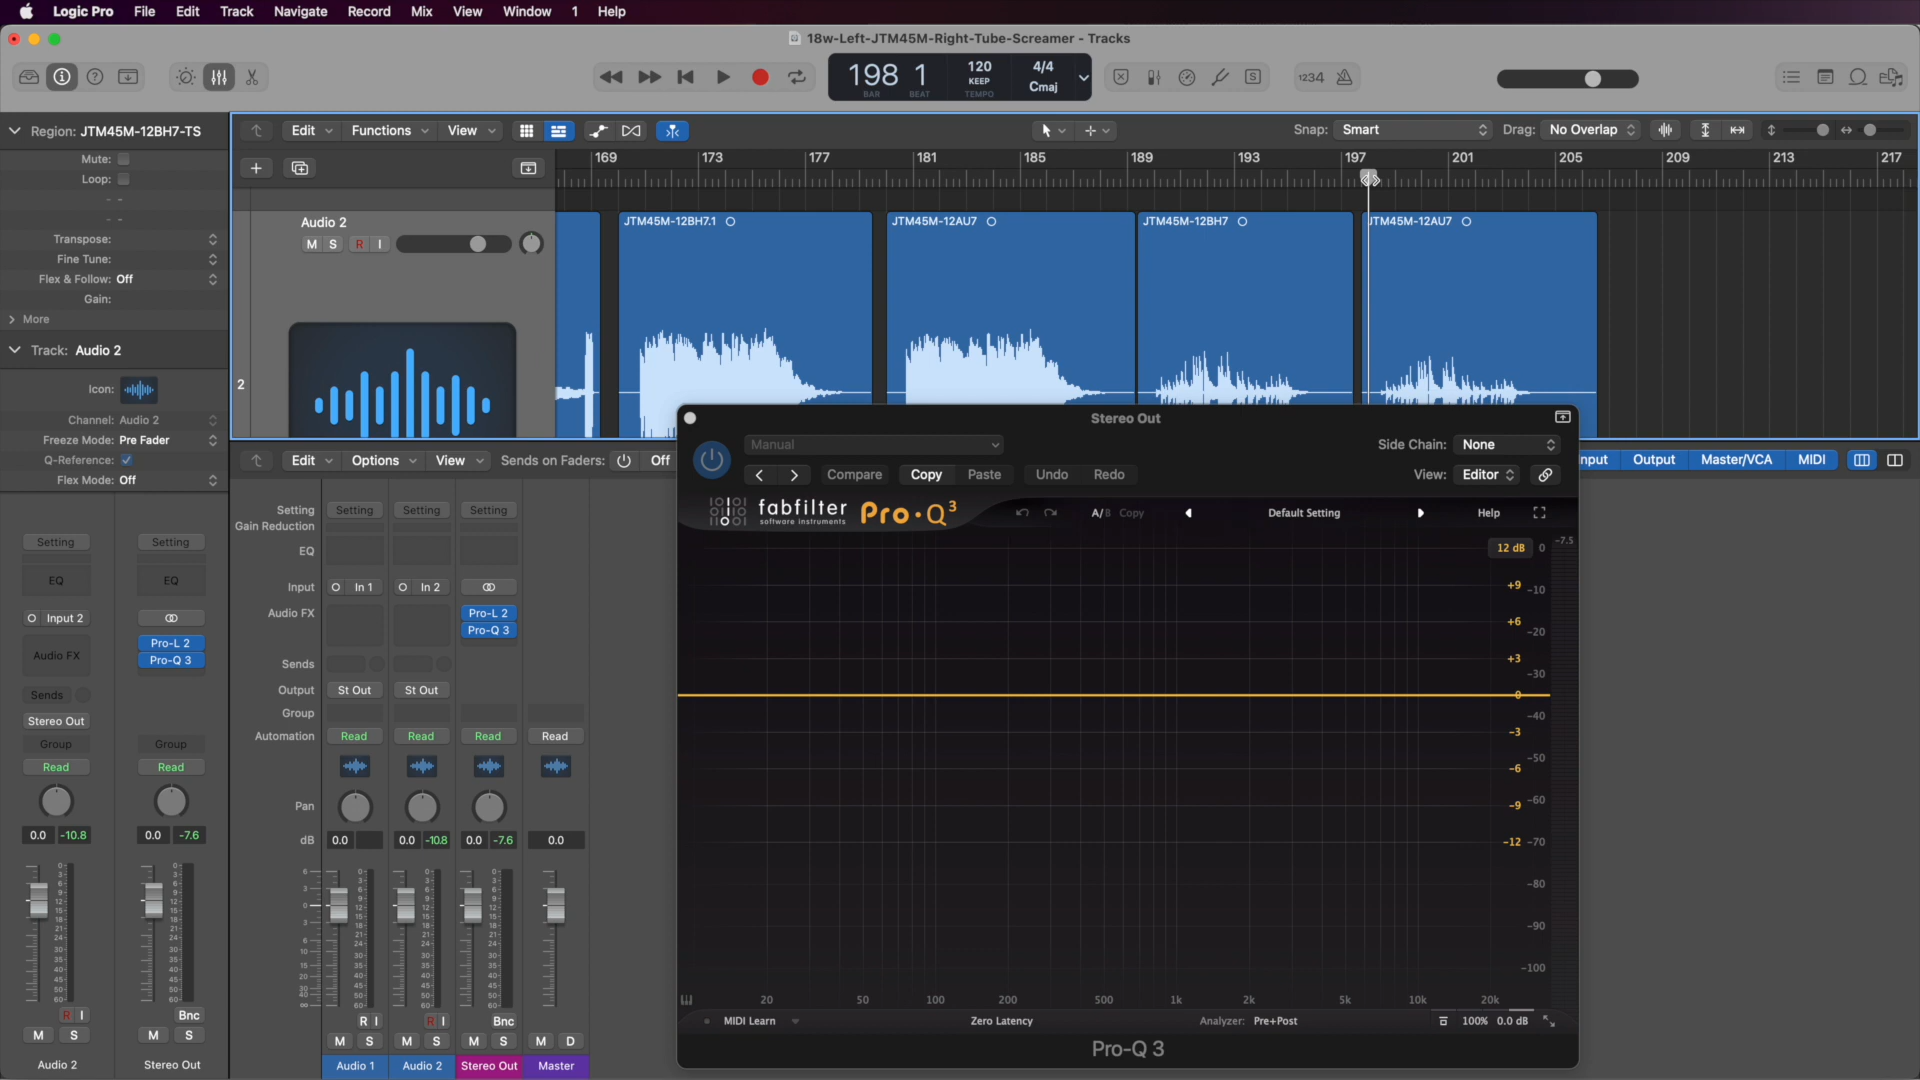 Logic Pro File Edit Track Navigate Record Mix View Window 1 Help
18w-Left-JTM45M-Right-Tube-Screamer - Tracks
198 1 120 KEEP 4/4 Cmaj
BAR BEAT TEMPO
1234
Region: JTM45M-12BH7-TS
Mute:
Loop:
Transpose:
Fine Tune:
Flex & Follow: Off
Gain:
More
Track: Audio 2
Icon:
Channel: Audio 2
Freeze Mode: Pre Fader
Q-Reference:
Flex Mode: Off
Edit Functions View Snap: Smart Drag: No Overlap
169 173 177 181 185 189 193 197 201 205 209 213 217
Audio 2
M S R I
2
JTM45M-12BH7.1 JTM45M-12AU7 JTM45M-12BH7 JTM45M-12AU7
Edit Options View Sends on Faders: Off
nput Output Master/VCA MIDI
Setting Setting
EQ EQ
Input 2
Audio FX Pro-L 2
Pro-Q 3
Sends
Stereo Out
Group Group
Read Read
0.0 -10.8 0.0 -7.6
R I Bnc
M S M S
Audio 2 Stereo Out
Setting Setting Setting Setting
Gain Reduction
EQ
Input In 1 In 2
Audio FX Pro-L 2
Pro-Q 3
Sends
Output St Out St Out
Group
Automation Read Read Read Read
Pan
dB 0.0 0.0 -10.8 0.0 -7.6 0.0
R I R I Bnc
M S M S M S M D
Audio 1 Audio 2 Stereo Out Master
Stereo Out
Manual Side Chain: None
Compare Copy Paste Undo Redo View: Editor
fabfilter Pro·Q3
software instruments
A/B Copy Default Setting Help
12 dB 0 -7.5
+9 -10
+6 -20
+3 -30
0
-40
-3
-50
-6
-9 -60
-12 -70
-80
-90
-100
20 50 100 200 500 1k 2k 5k 10k 20k
MIDI Learn Zero Latency Analyzer: Pre+Post 100% 0.0 dB
Pro-Q 3